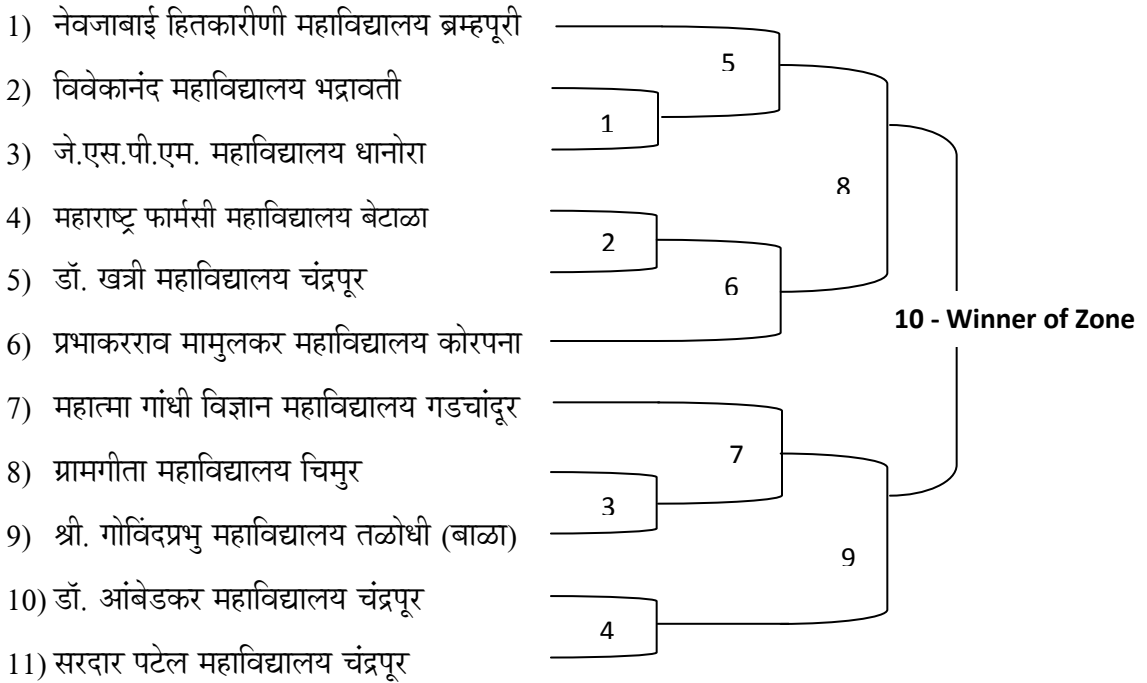 1) नेवजाबाई हितकारीणी महाविद्यालय ब्रम्हपूरी
5
2) विवेकानंद महाविद्यालय भद्रावती
1
3) जे.एस.पी.एम. महाविद्यालय धानोरा
8
4) महाराष्ट्र फार्मसी महाविद्यालय बेटाळा
2
5) डॉ. खत्री महाविद्यालय चंद्रपूर
6
10 - Winner of Zone
6) प्रभाकरराव मामुलकर महाविद्यालय कोरपना
7) महात्मा गांधी विज्ञान महाविद्यालय गडचांदूर
7
8) ग्रामगीता महाविद्यालय चिमुर
3
9) श्री. गोविंदप्रभु महाविद्यालय तळोधी (बाळा)
9
10) डॉ. आंबेडकर महाविद्यालय चंद्रपूर
4
11) सरदार पटेल महाविद्यालय चंद्रपूर